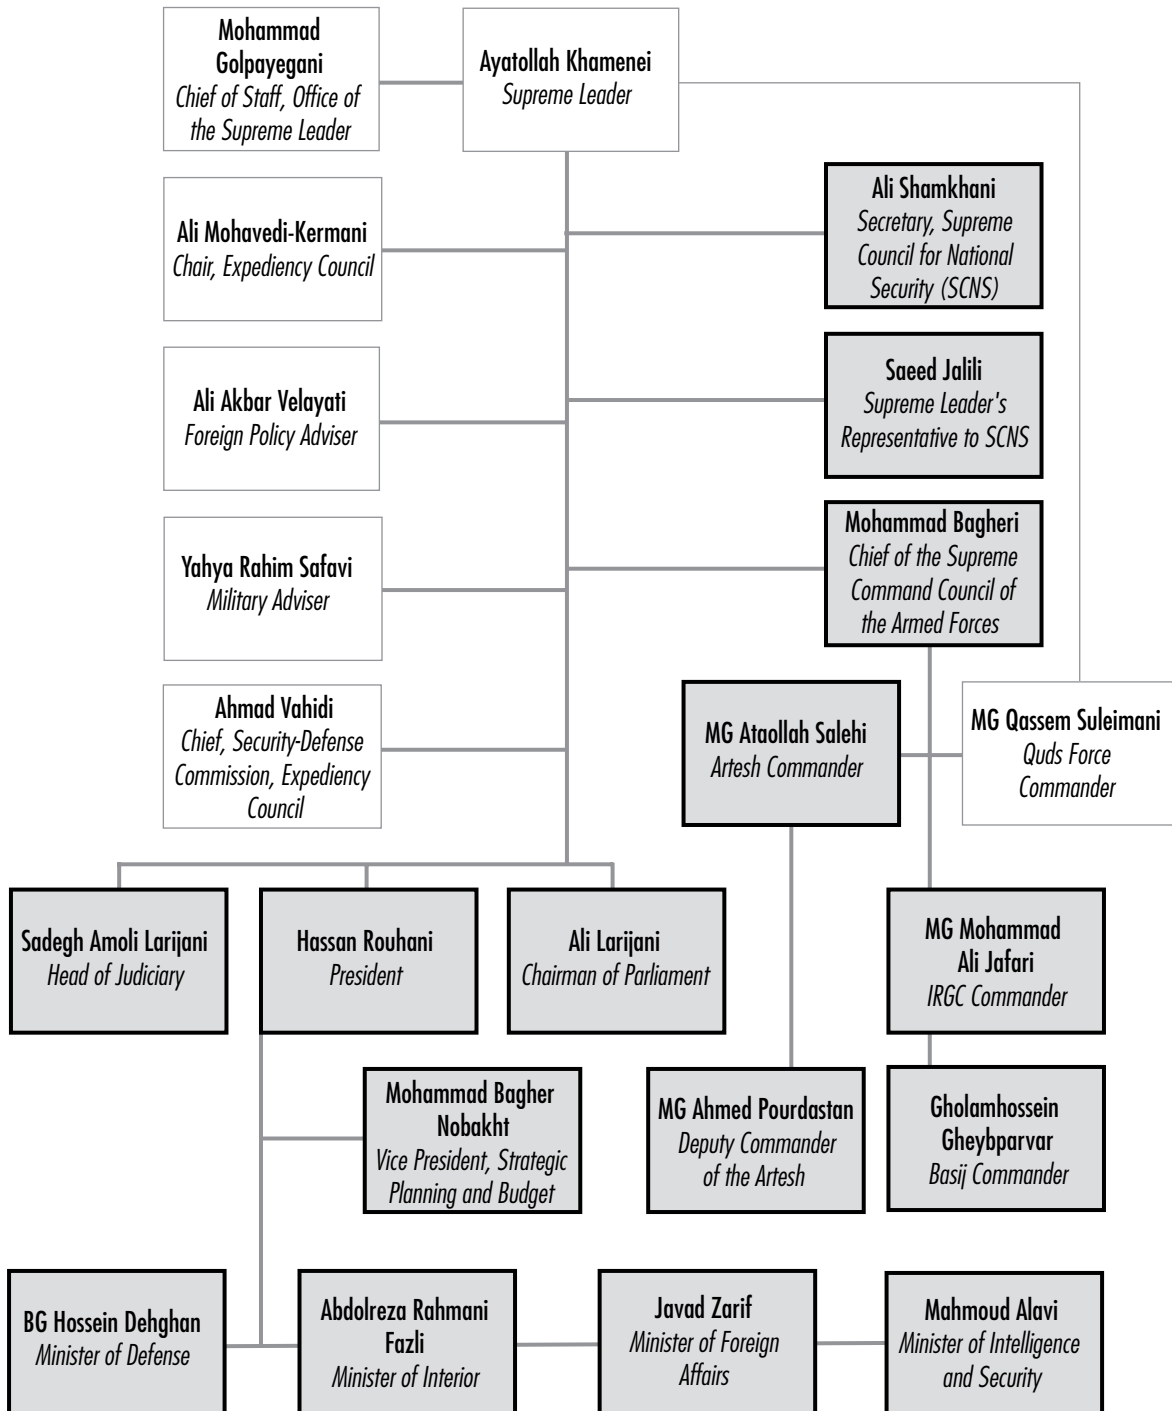 Mohammad
Golpayegani
Chief of Staff, Office of
the Supreme Leader
Ayatollah Khamenei
Supreme Leader
Ali Shamkhani
Secretary, Supreme
Council for National
Security (SCNS)
Ali Mohavedi-Kermani
Chair, Expediency Council
Saeed Jalili
Supreme Leader's
Representative to SCNS
Ali Akbar Velayati
Foreign Policy Adviser
Mohammad Bagheri
Chief of the Supreme
Command Council of
the Armed Forces
Yahya Rahim Safavi
Military Adviser
Ahmad Vahidi
Chief, Security-Defense
Commission, Expediency
Council
MG Ataollah Salehi
Artesh Commander
MG Qassem Suleimani
Quds Force
Commander
Sadegh Amoli Larijani
Head of Judiciary
Hassan Rouhani
President
Ali Larijani
Chairman of Parliament
MG Mohammad
Ali Jafari
IRGC Commander
Mohammad Bagher
Nobakht
Vice President, Strategic
Planning and Budget
MG Ahmed Pourdastan
Deputy Commander
of the Artesh
Gholamhossein
Gheybparvar
Basij Commander
BG Hossein Dehghan
Minister of Defense
Abdolreza Rahmani
Fazli
Minister of Interior
Javad Zarif
Minister of Foreign
Affairs
Mahmoud Alavi
Minister of Intelligence
and Security